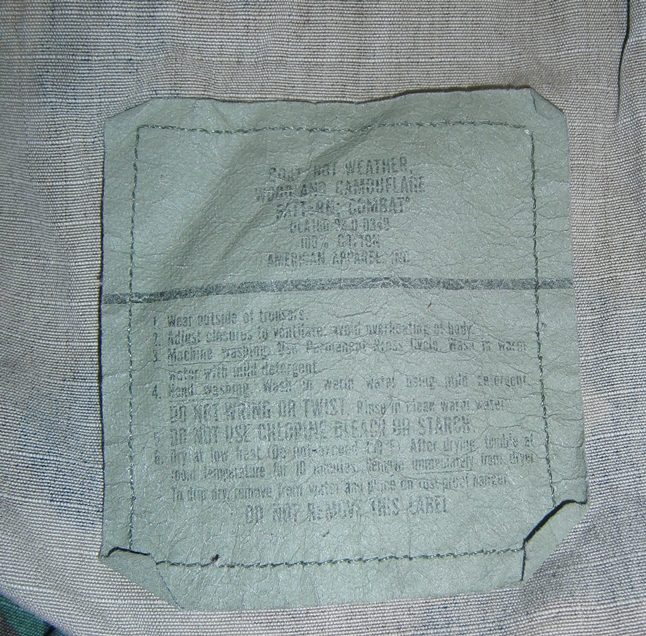 COAT, HOT WEATHER,
WOOD AND CAMOUFLAGE
PATTERN, COMBAT
100% COTTON
AMERICAN APPAREL, INC.
1. Wear outside of trousers.
2. Adjust closures to ventilate, avoid overheating of body.
3. Machine washing. Use Permanent Press Cycle. Wash in warm
water with mild detergent.
4. Hand washing. Wash in warm water using mild detergent.
DO NOT WRING OR TWIST. Rinse in clean warm water.
5. DO NOT USE CHLORINE BLEACH OR STARCH.
6. Dry at low heat (Do not exceed After drying, tumble at
room temperature for 10 minutes. Remove immediately from dryer
To drip dry, remove from water and place on rust-proof hanger.
DO NOT REMOVE THIS LABEL